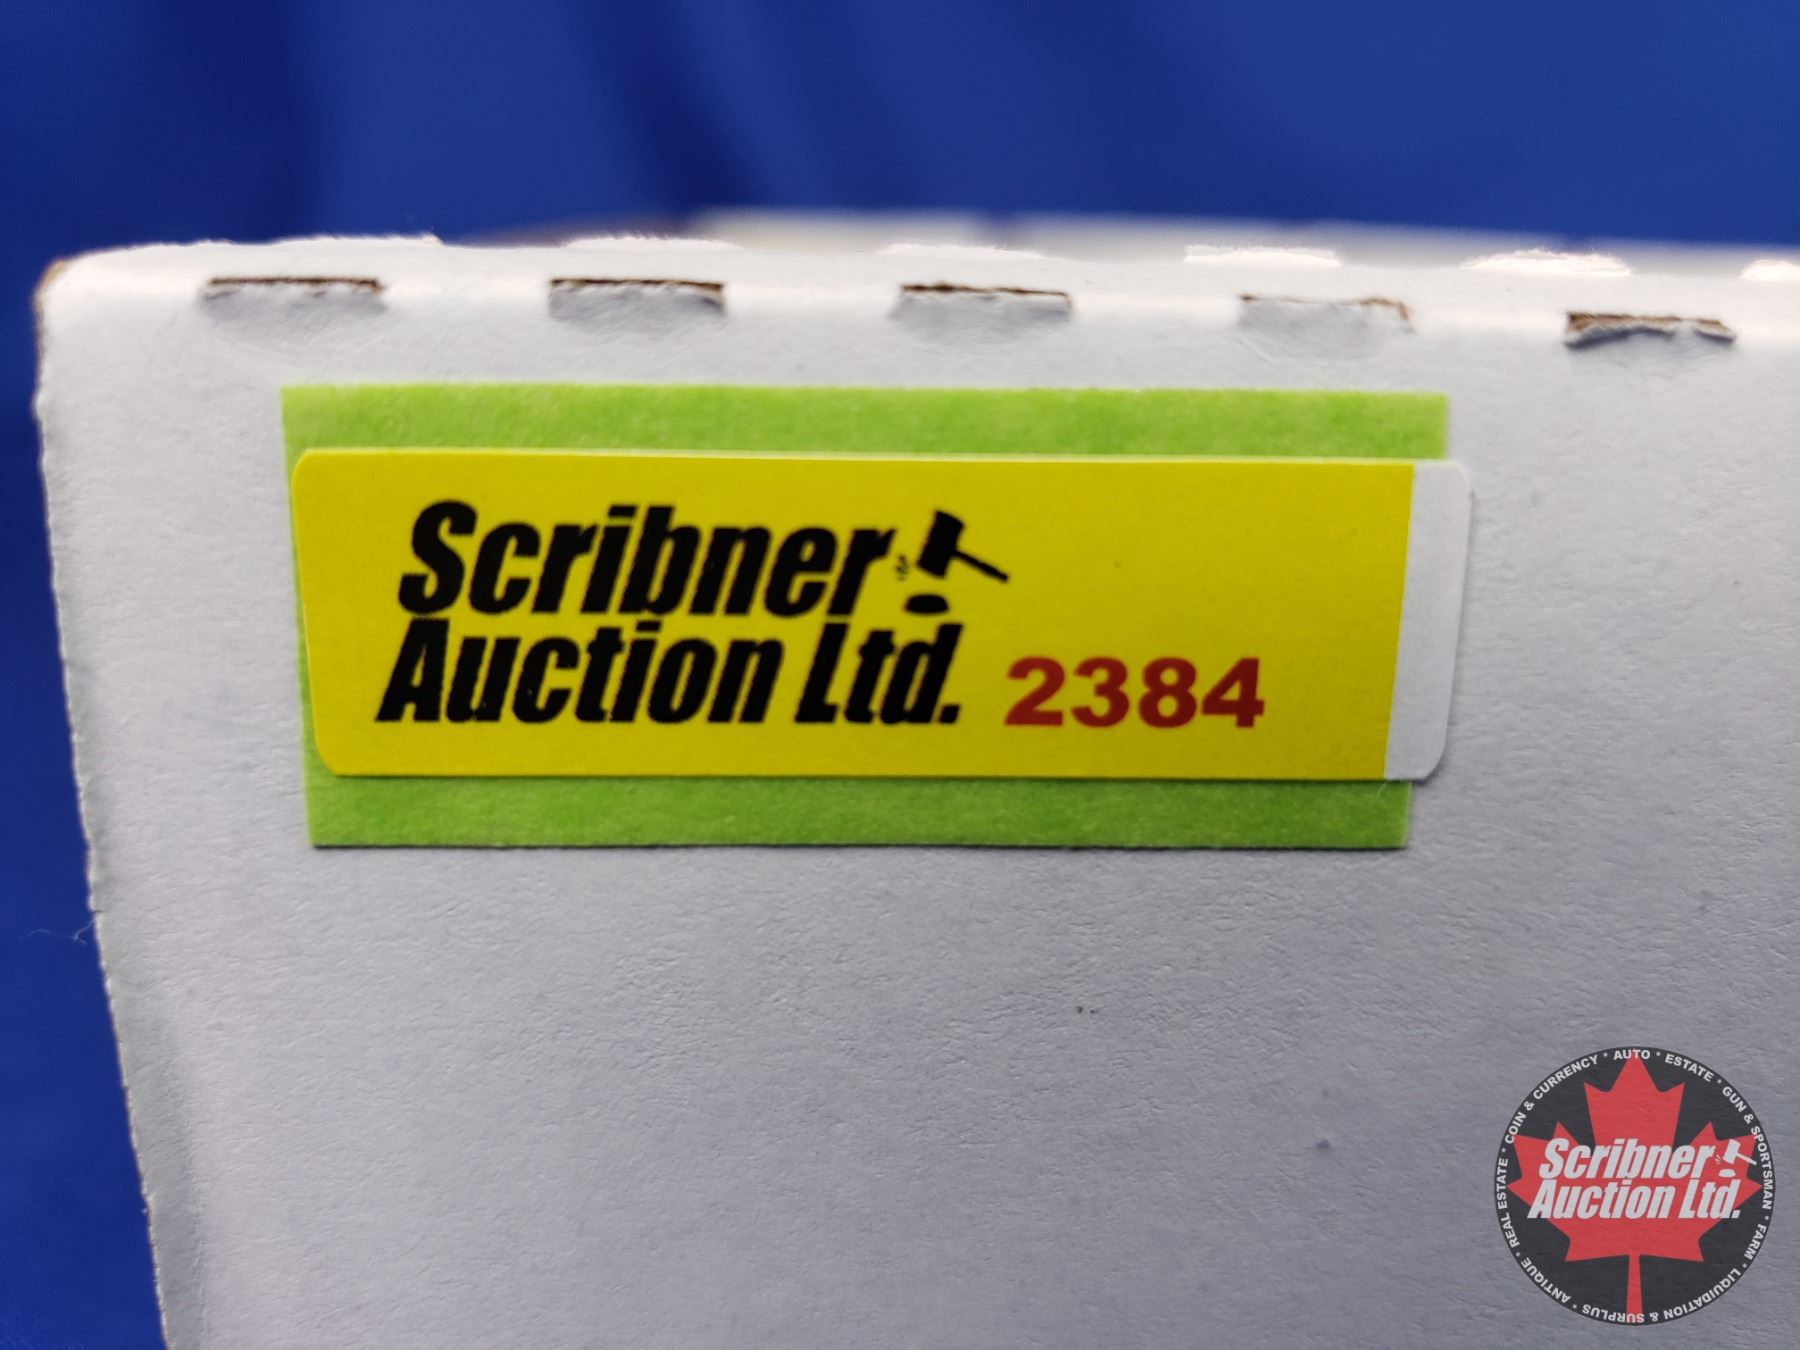 Scribner
Auction Ltd. 2384
COIN & CURRENCY * AUTO * ESTATE * GUN & SPORTSMAN * FARM * LIQUIDATION & SURPLUS * ANTIQUE * REAL ESTATE *
Scribner
Auction Ltd.